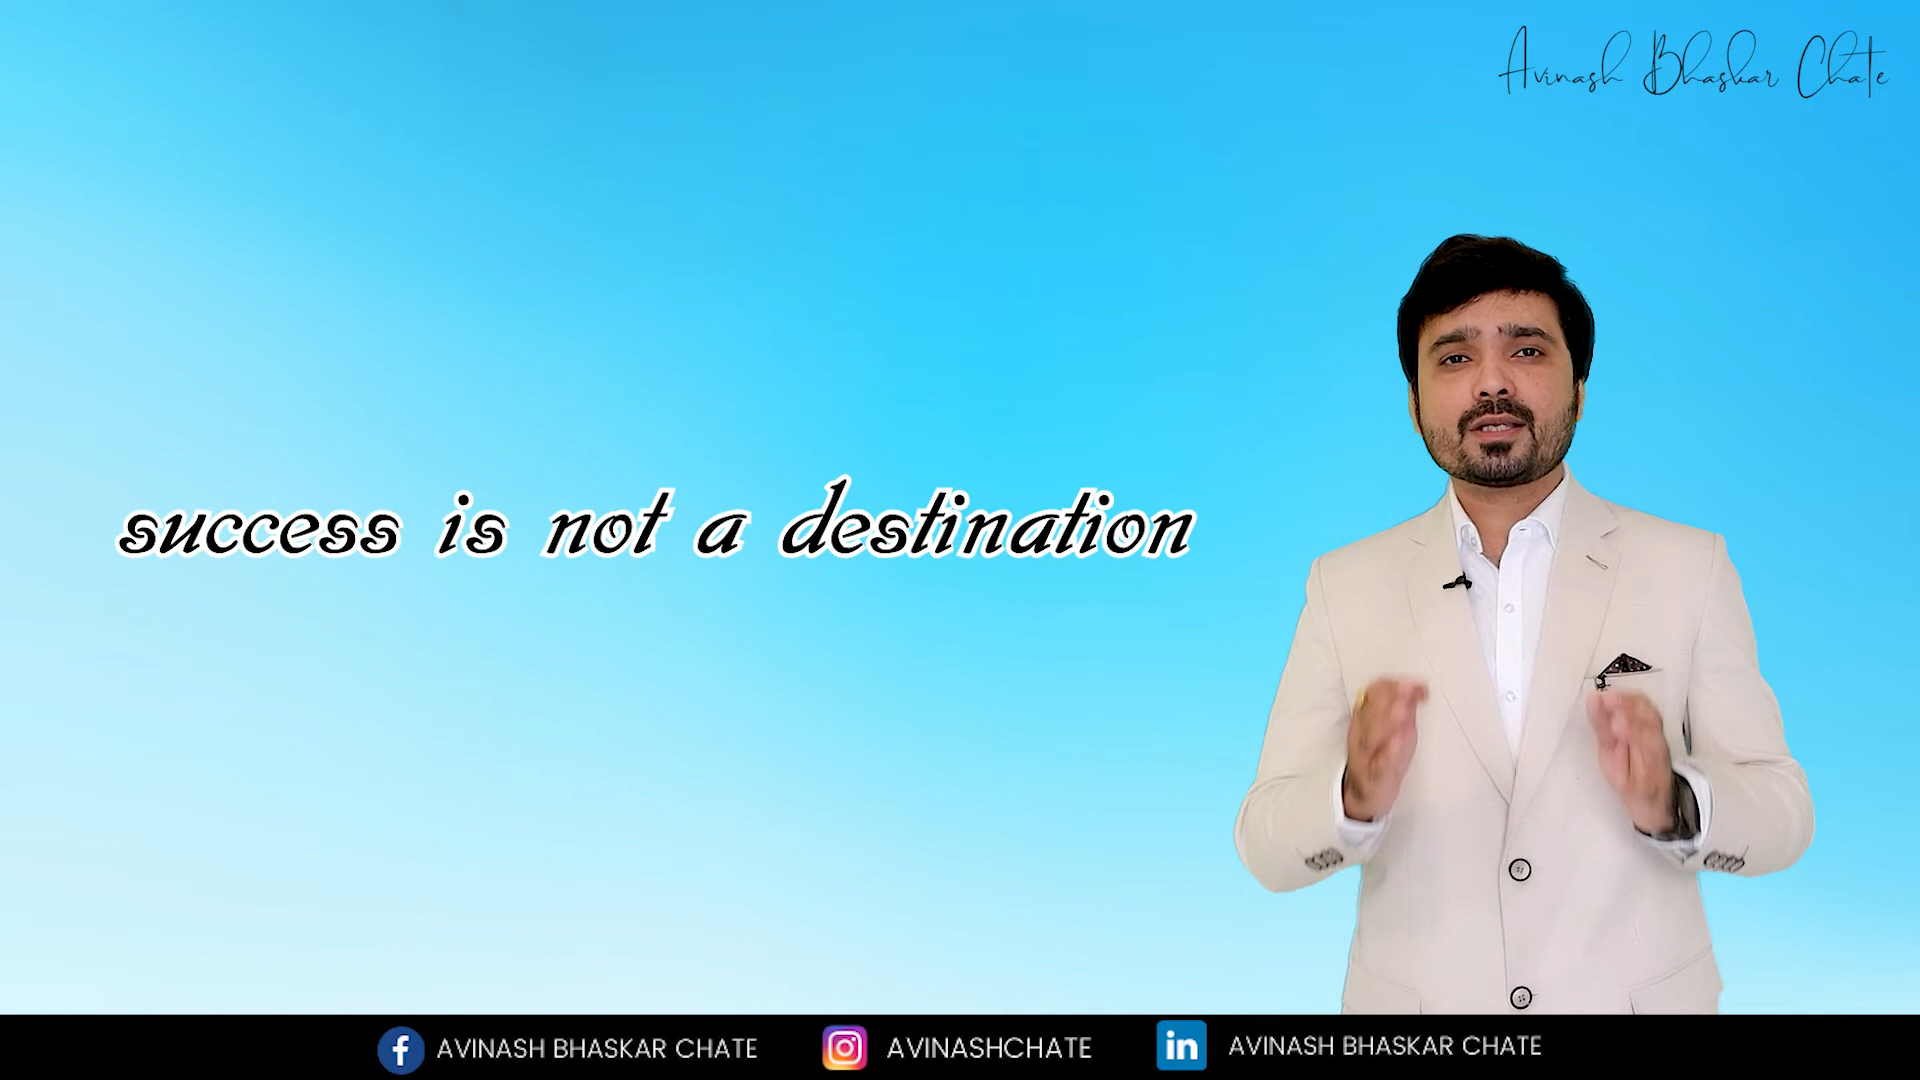 Avinash Bhaskar Chate
success is not a destination
AVINASH BHASKAR CHATE
AVINASHCHATE
AVINASH BHASKAR CHATE